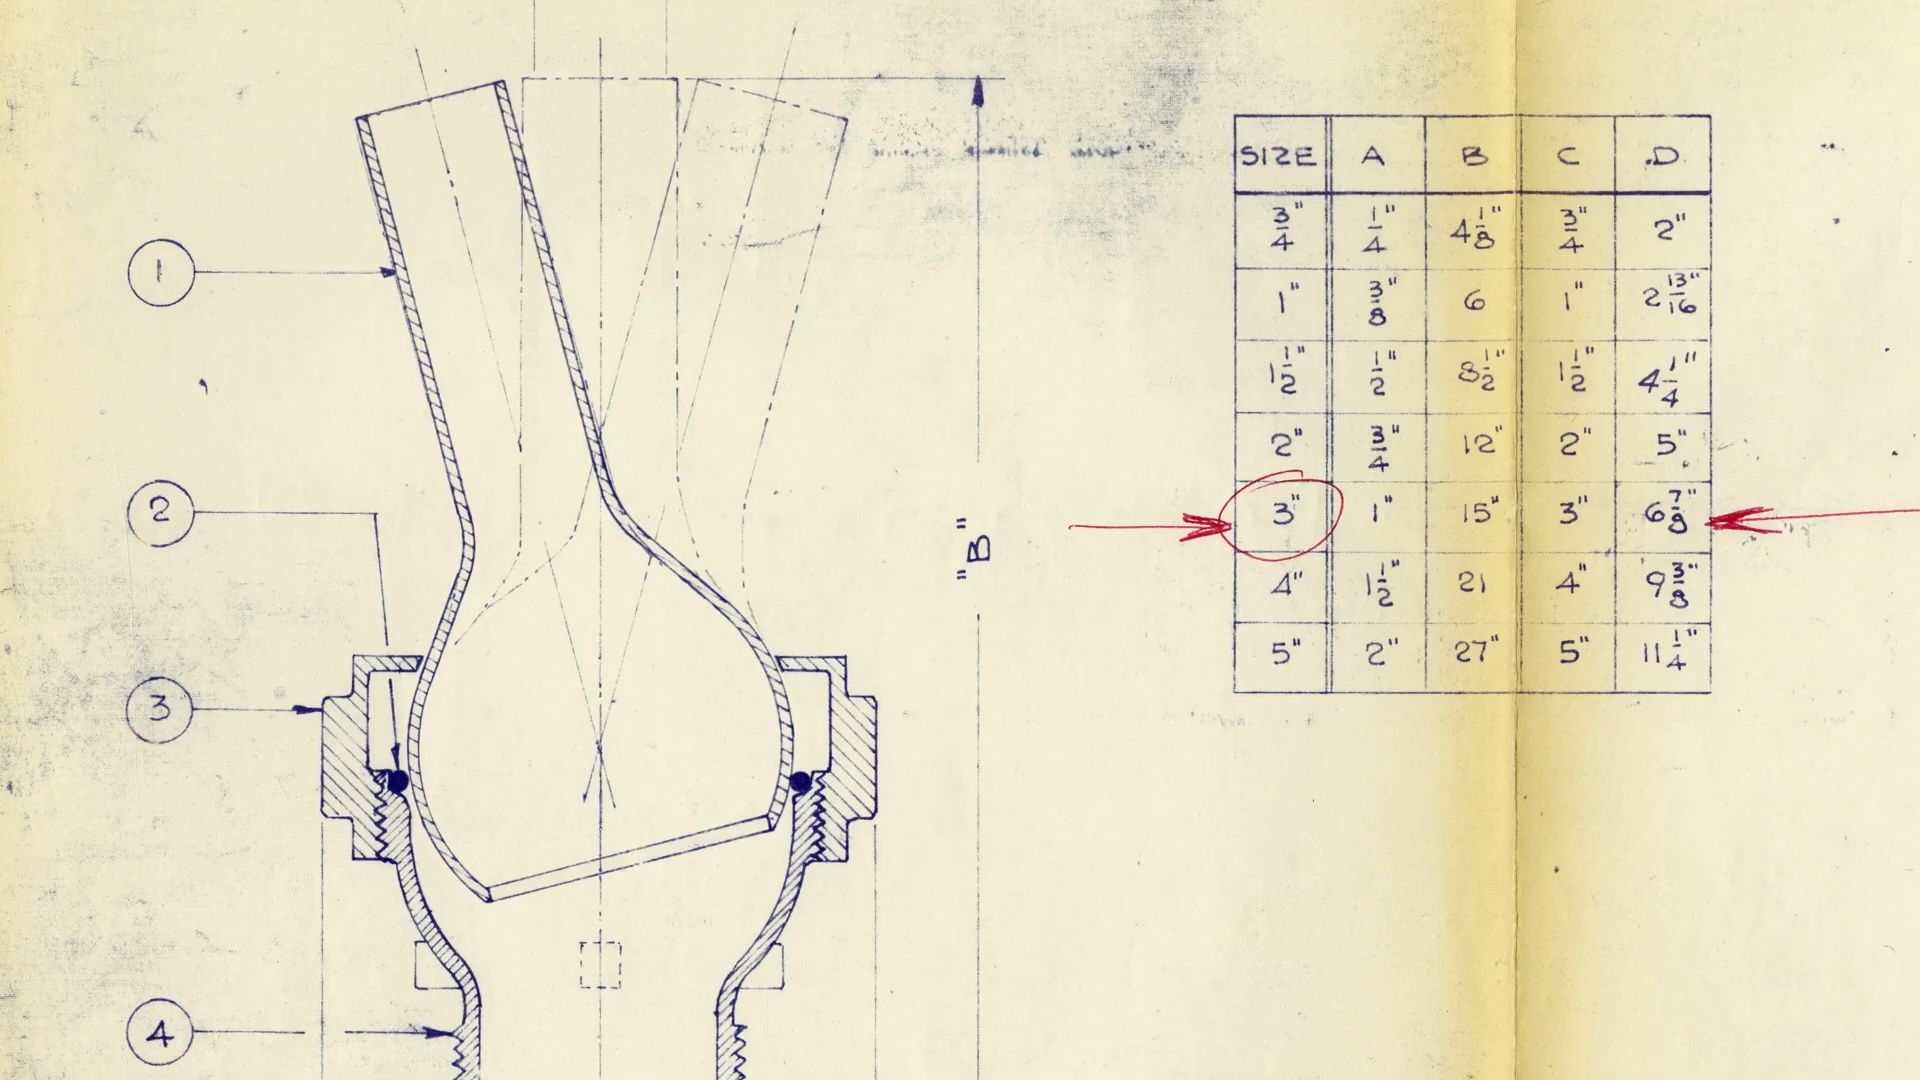 SIZE A B C D
3/4" 1/4" 4 1/8" 3/4" 2"
1" 3/8" 6 1" 2 13/16"
1 1/2" 1/2" 8 1/2" 1 1/2" 4 1/4"
2" 3/4" 12" 2" 5"
3" 1" 15" 3" 6 7/8"
4" 1 1/2" 21 4" 9 3/8"
5" 2" 27" 5" 11 1/4"
1
2
3
4
"B"